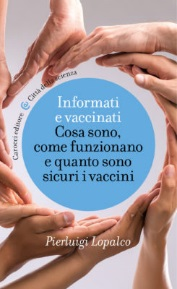 Carocci editore
Città della scienza
Informati
e vaccinati
Cosa sono,
come funzionano
e quanto sono
sicuri i vaccini
Pierluigi Lopalco